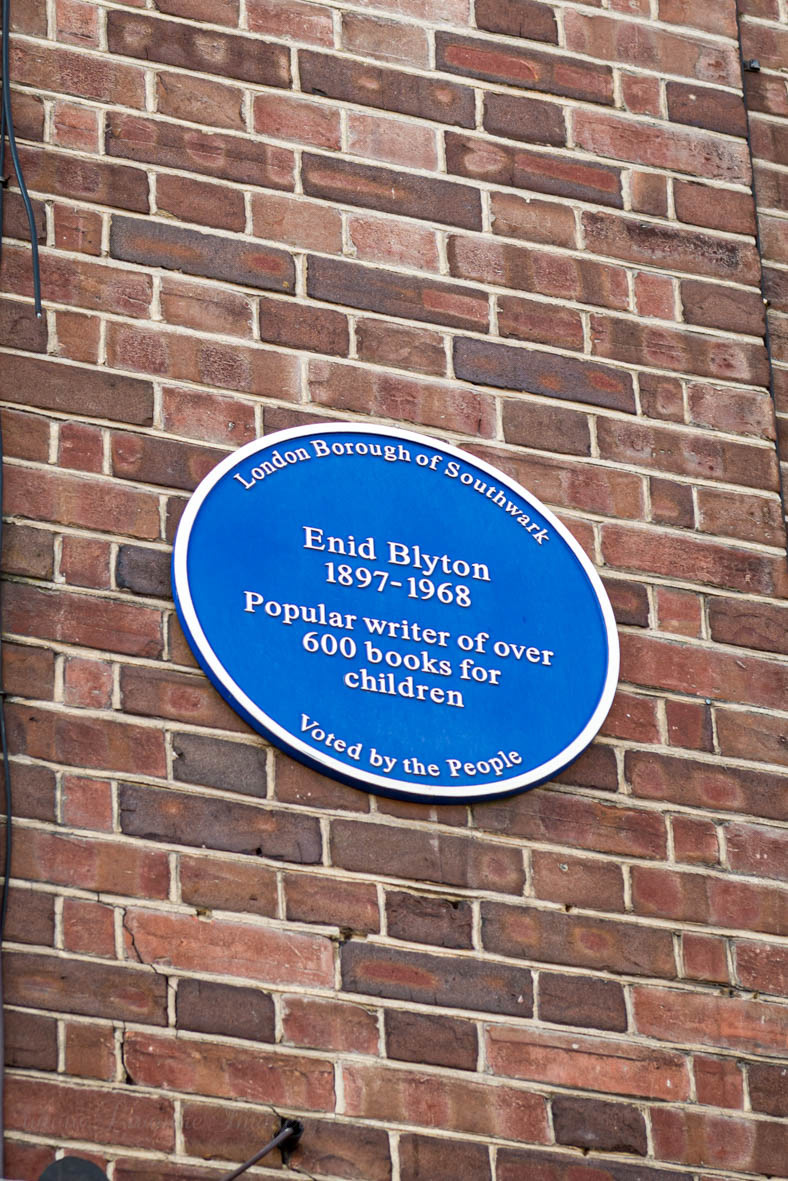 London Borough of Southwark
Enid Blyton
1897-1968
Popular writer of over
600 books for
children
Voted by the People